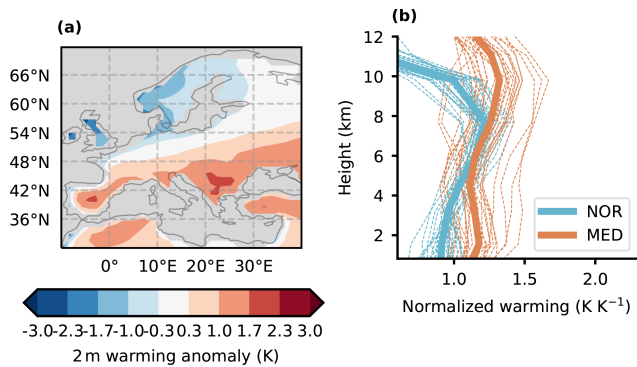 (a)
66°N
60°N
54°N
48°N
42°N
36°N
0°
10°E
20°E
30°E
-3.0 -2.3 -1.7 -1.0 -0.3 0.3 1.0 1.7 2.3 3.0
2 m warming anomaly (K)
(b)
12
10
8
6
4
2
Height (km)
NOR
MED
1.0
1.5
2.0
Normalized warming (K K⁻¹)